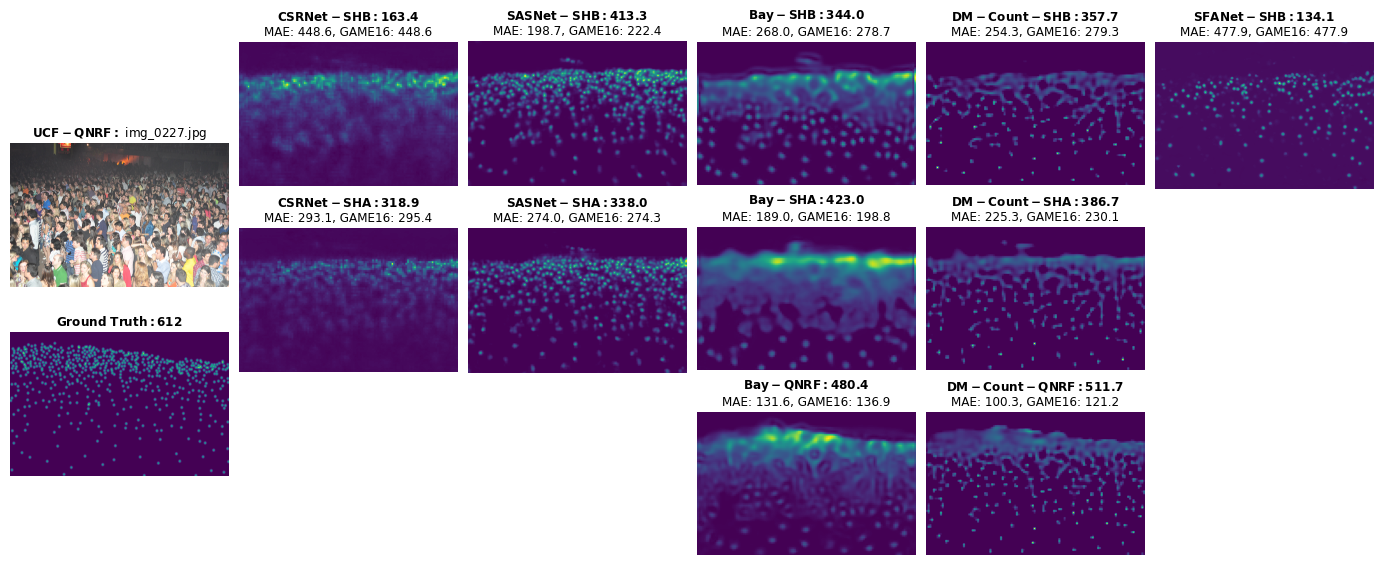 CSRNet−SHB: 163.4
MAE: 448.6, GAME16: 448.6
SASNet−SHB: 413.3
MAE: 198.7, GAME16: 222.4
Bay−SHB: 344.0
MAE: 268.0, GAME16: 278.7
DM−Count−SHB: 357.7
MAE: 254.3, GAME16: 279.3
SFANet−SHB: 134.1
MAE: 477.9, GAME16: 477.9
UCF−QNRF: img_0227.jpg
CSRNet−SHA: 318.9
MAE: 293.1, GAME16: 295.4
SASNet−SHA: 338.0
MAE: 274.0, GAME16: 274.3
Bay−SHA: 423.0
MAE: 189.0, GAME16: 198.8
DM−Count−SHA: 386.7
MAE: 225.3, GAME16: 230.1
Ground Truth: 612
Bay−QNRF: 480.4
MAE: 131.6, GAME16: 136.9
DM−Count−QNRF: 511.7
MAE: 100.3, GAME16: 121.2